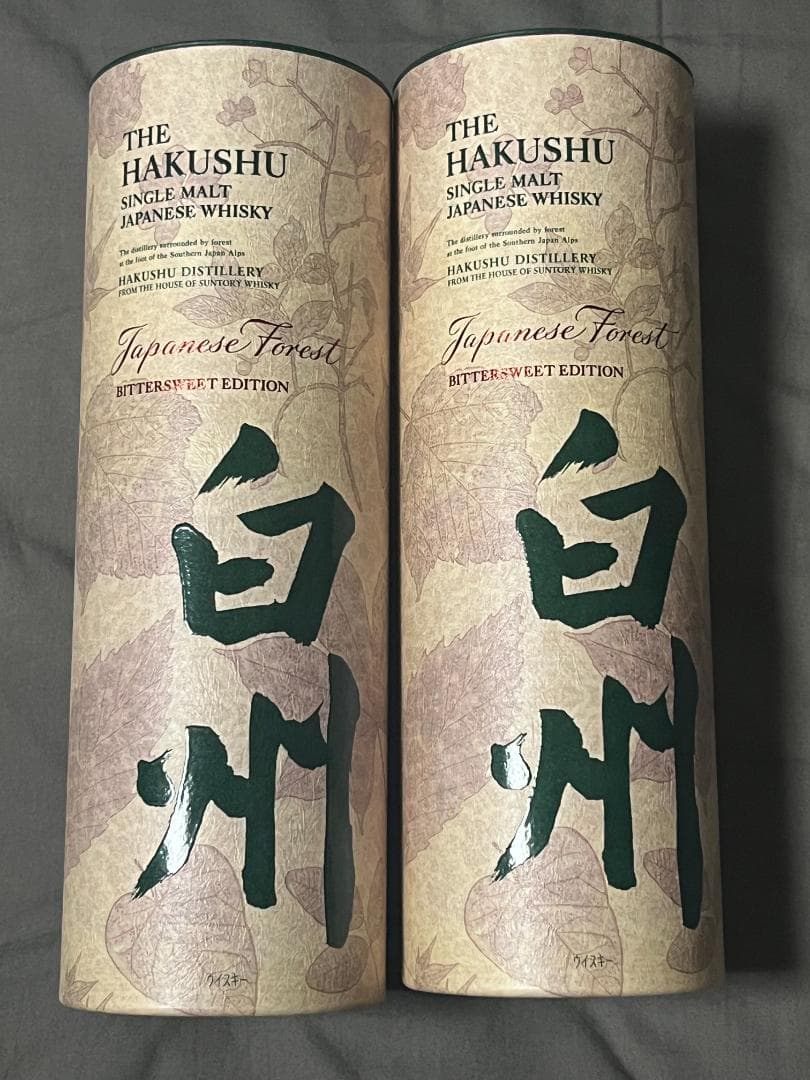 THE
HAKUSHU
SINGLE MALT
JAPANESE WHISKY
The distillery surrounded by forest
at the foot of the Southern Japan Alps
HAKUSHU DISTILLERY
FROM THE HOUSE OF SUNTORY WHISKY
Japanese Forest
BITTERSWEET EDITION
白州
ウイスキー
THE
HAKUSHU
SINGLE MALT
JAPANESE WHISKY
The distillery surrounded by forest
at the foot of the Southern Japan Alps
HAKUSHU DISTILLERY
FROM THE HOUSE OF SUNTORY WHISKY
Japanese Forest
BITTERSWEET EDITION
白州
ウイスキー